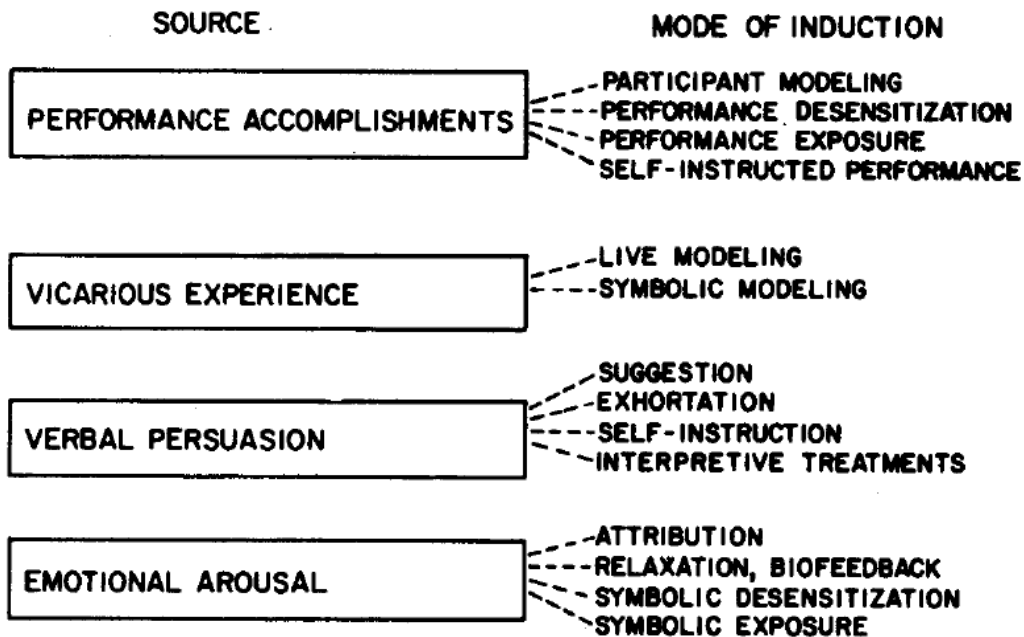 SOURCE
MODE OF INDUCTION
PERFORMANCE ACCOMPLISHMENTS
PARTICIPANT MODELING
PERFORMANCE DESENSITIZATION
PERFORMANCE EXPOSURE
SELF-INSTRUCTED PERFORMANCE
VICARIOUS EXPERIENCE
LIVE MODELING
SYMBOLIC MODELING
VERBAL PERSUASION
SUGGESTION
EXHORTATION
SELF-INSTRUCTION
INTERPRETIVE TREATMENTS
EMOTIONAL AROUSAL
ATTRIBUTION
RELAXATION, BIOFEEDBACK
SYMBOLIC DESENSITIZATION
SYMBOLIC EXPOSURE